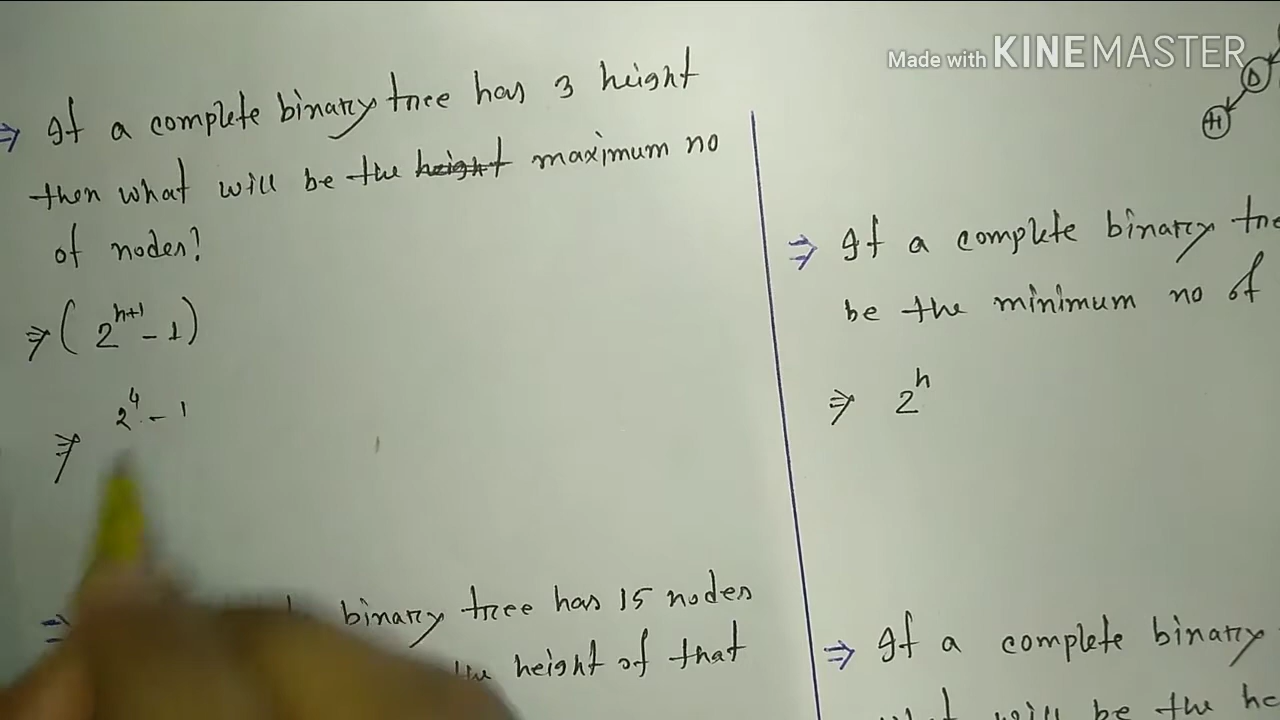 Made with KINEMASTER
D
H
⇒ If a complete binary tree has 3 height
then what will be the height maximum no
of nodes?
⇒ (2^{h+1} - 1)
⇒ 2^4 - 1
binary tree has 15 nodes
the height of that
⇒ If a complete binary
be the minimum no of
⇒ 2^h
⇒ If a complete binary
will be the